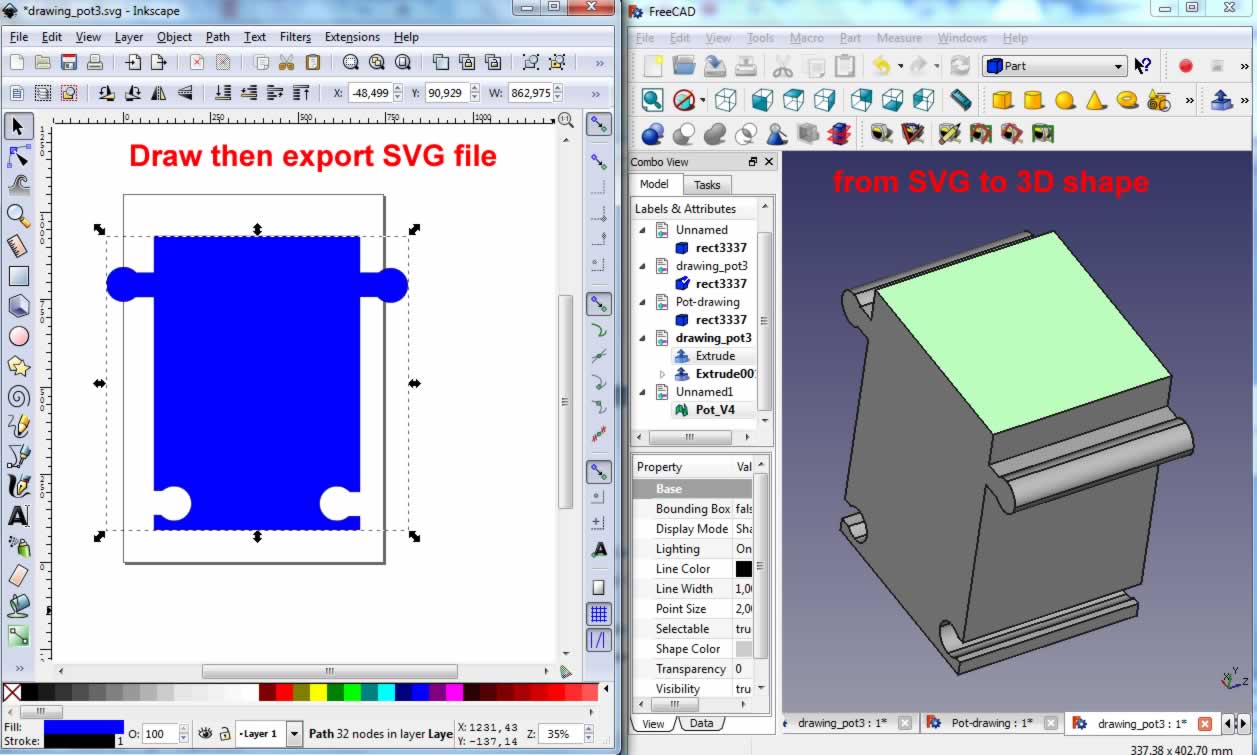 *drawing_pot3.svg - Inkscape
File Edit View Layer Object Path Text Filters Extensions Help
X: -48,499 Y: 90,929 W: 862,975
0 250 500 750 1000
Draw then export SVG file
Fill:
Stroke: 1
O: 100
Layer 1
Path 32 nodes in layer Laye
X: 1231,43
Y: -137,14
Z: 35%
FreeCAD
File Edit View Tools Macro Part Measure Windows Help
Part
Combo View
Model Tasks
Labels & Attributes
Unnamed
rect3337
drawing_pot3
rect3337
Pot-drawing
rect3337
drawing_pot3
Extrude
Extrude00
Unnamed1
Pot_V4
Property Val
Base
Bounding Box fals
Display Mode Sha
Lighting On
Line Color
Line Width 1,0
Point Size 2,0
Selectable tru
Shape Color
Transparency 0
Visibility tru
View Data
from SVG to 3D shape
Y
Z
drawing_pot3 : 1* Pot-drawing : 1* drawing_pot3 : 1*
337.38 x 402.70 mm